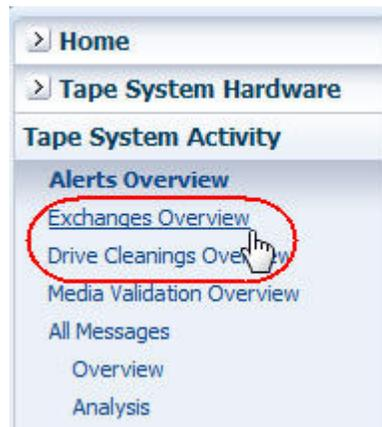 Home
Tape System Hardware
Tape System Activity
Alerts Overview
Exchanges Overview
Drive Cleanings Overview
Media Validation Overview
All Messages
Overview
Analysis